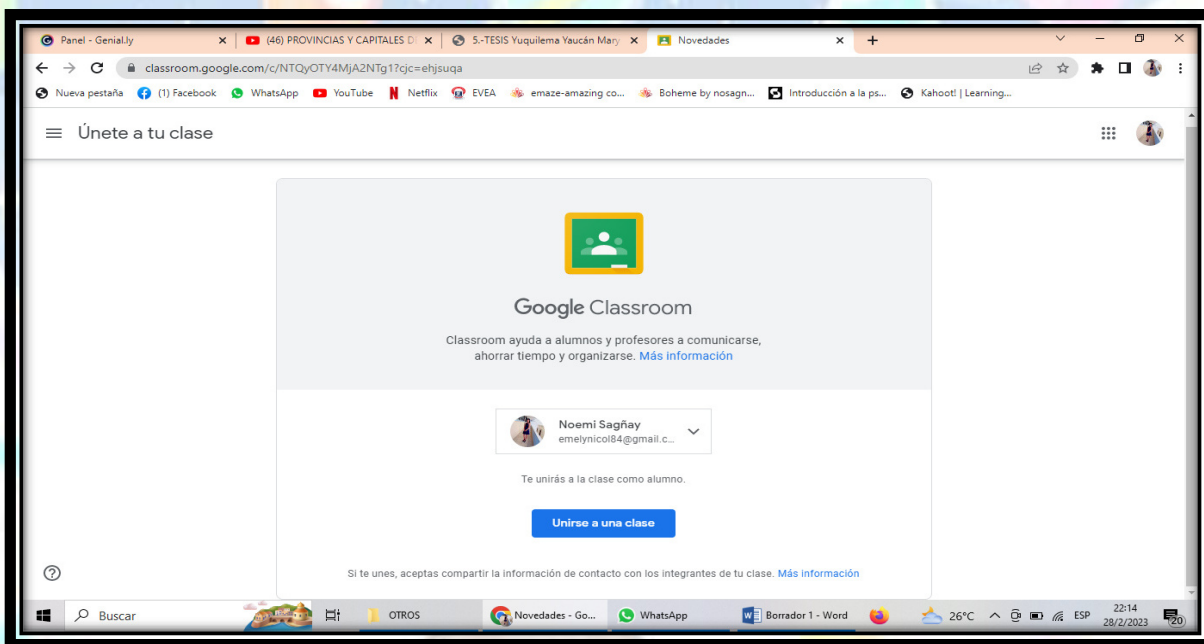 Panel - Genial.ly
(46) PROVINCIAS Y CAPITALES D
5.-TESIS Yuquilema Yaucán Mary
Novedades
classroom.google.com/c/NTQyOTY4MjA2NTg1?cjc=ehjsuqa
Nueva pestaña
(1) Facebook
WhatsApp
YouTube
Netflix
EVEA
emaze-amazing co...
Boheme by nosagn...
Introducción a la ps...
Kahoot! | Learning...
Únete a tu clase
Google Classroom
Classroom ayuda a alumnos y profesores a comunicarse,
ahorrar tiempo y organizarse. Más información
Noemi Sagñay
emelynicol84@gmail.c...
Te unirás a la clase como alumno.
Unirse a una clase
Si te unes, aceptas compartir la información de contacto con los integrantes de tu clase. Más información
Buscar
OTROS
Novedades - Go...
WhatsApp
Borrador 1 - Word
26°C
ESP
22:14
28/2/2023
20